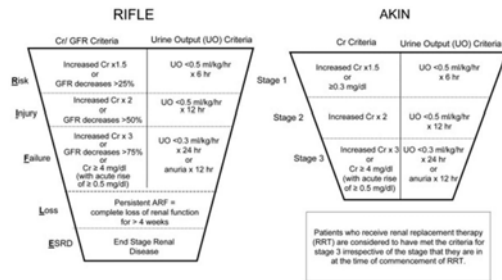 RIFLE
Cr/ GFR Criteria
Urine Output (UO) Criteria
Risk
Increased Cr x1.5
or
GFR decreases >25%
UO <0.5 ml/kg/hr
x 6 hr
Injury
Increased Cr x 2
or
GFR decreases >50%
UO <0.5 ml/kg/hr
x 12 hr
Failure
Increased Cr x 3
or
GFR decreases >75%
or
Cr ≥ 4 mg/dl
(with acute rise
of ≥ 0.5 mg/dl)
UO <0.3 ml/kg/hr
x 24 hr
or
anuria x 12 hr
Loss
Persistent ARF =
complete loss of renal function
for > 4 weeks
ESRD
End Stage Renal
Disease
AKIN
Cr Criteria
Urine Output (UO) Criteria
Stage 1
Increased Cr x1.5
or
≥0.3 mg/dl
UO <0.5 ml/kg/hr
x 6 hr
Stage 2
Increased Cr x 2
UO <0.5 ml/kg/hr
x 12 hr
Stage 3
Increased Cr x 3
or
Cr ≥ 4 mg/dl
(with acute rise
of ≥ 0.5 mg/dl)
UO <0.3 ml/kg/hr
x 24 hr
or
anuria x 12 hr
Patients who receive renal replacement therapy
(RRT) are considered to have met the criteria for
stage 3 irrespective of the stage that they are in
at the time of commencement of RRT.